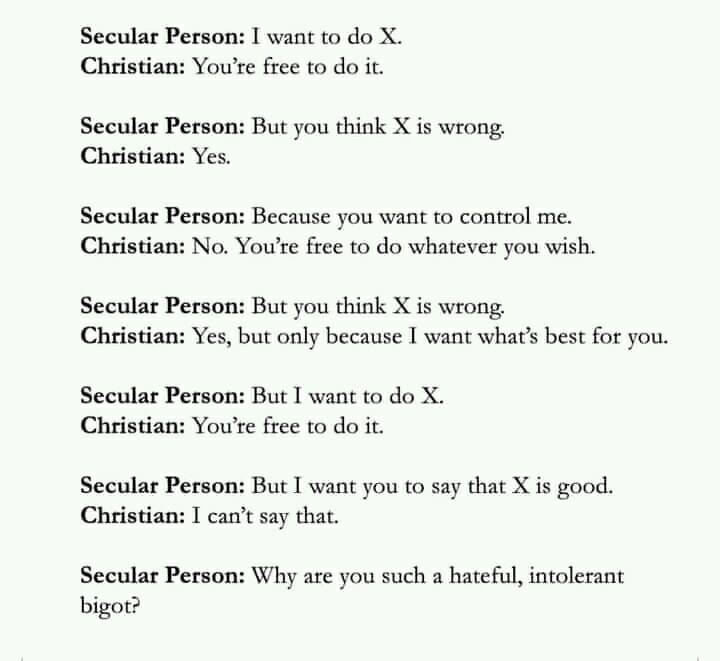 Secular Person: I want to do X.
Christian: You’re free to do it.
Secular Person: But you think X is wrong.
Christian: Yes.
Secular Person: Because you want to control me.
Christian: No. You’re free to do whatever you wish.
Secular Person: But you think X is wrong.
Christian: Yes, but only because I want what’s best for you.
Secular Person: But I want to do X.
Christian: You’re free to do it.
Secular Person: But I want you to say that X is good.
Christian: I can’t say that.
Secular Person: Why are you such a hateful, intolerant
bigot?